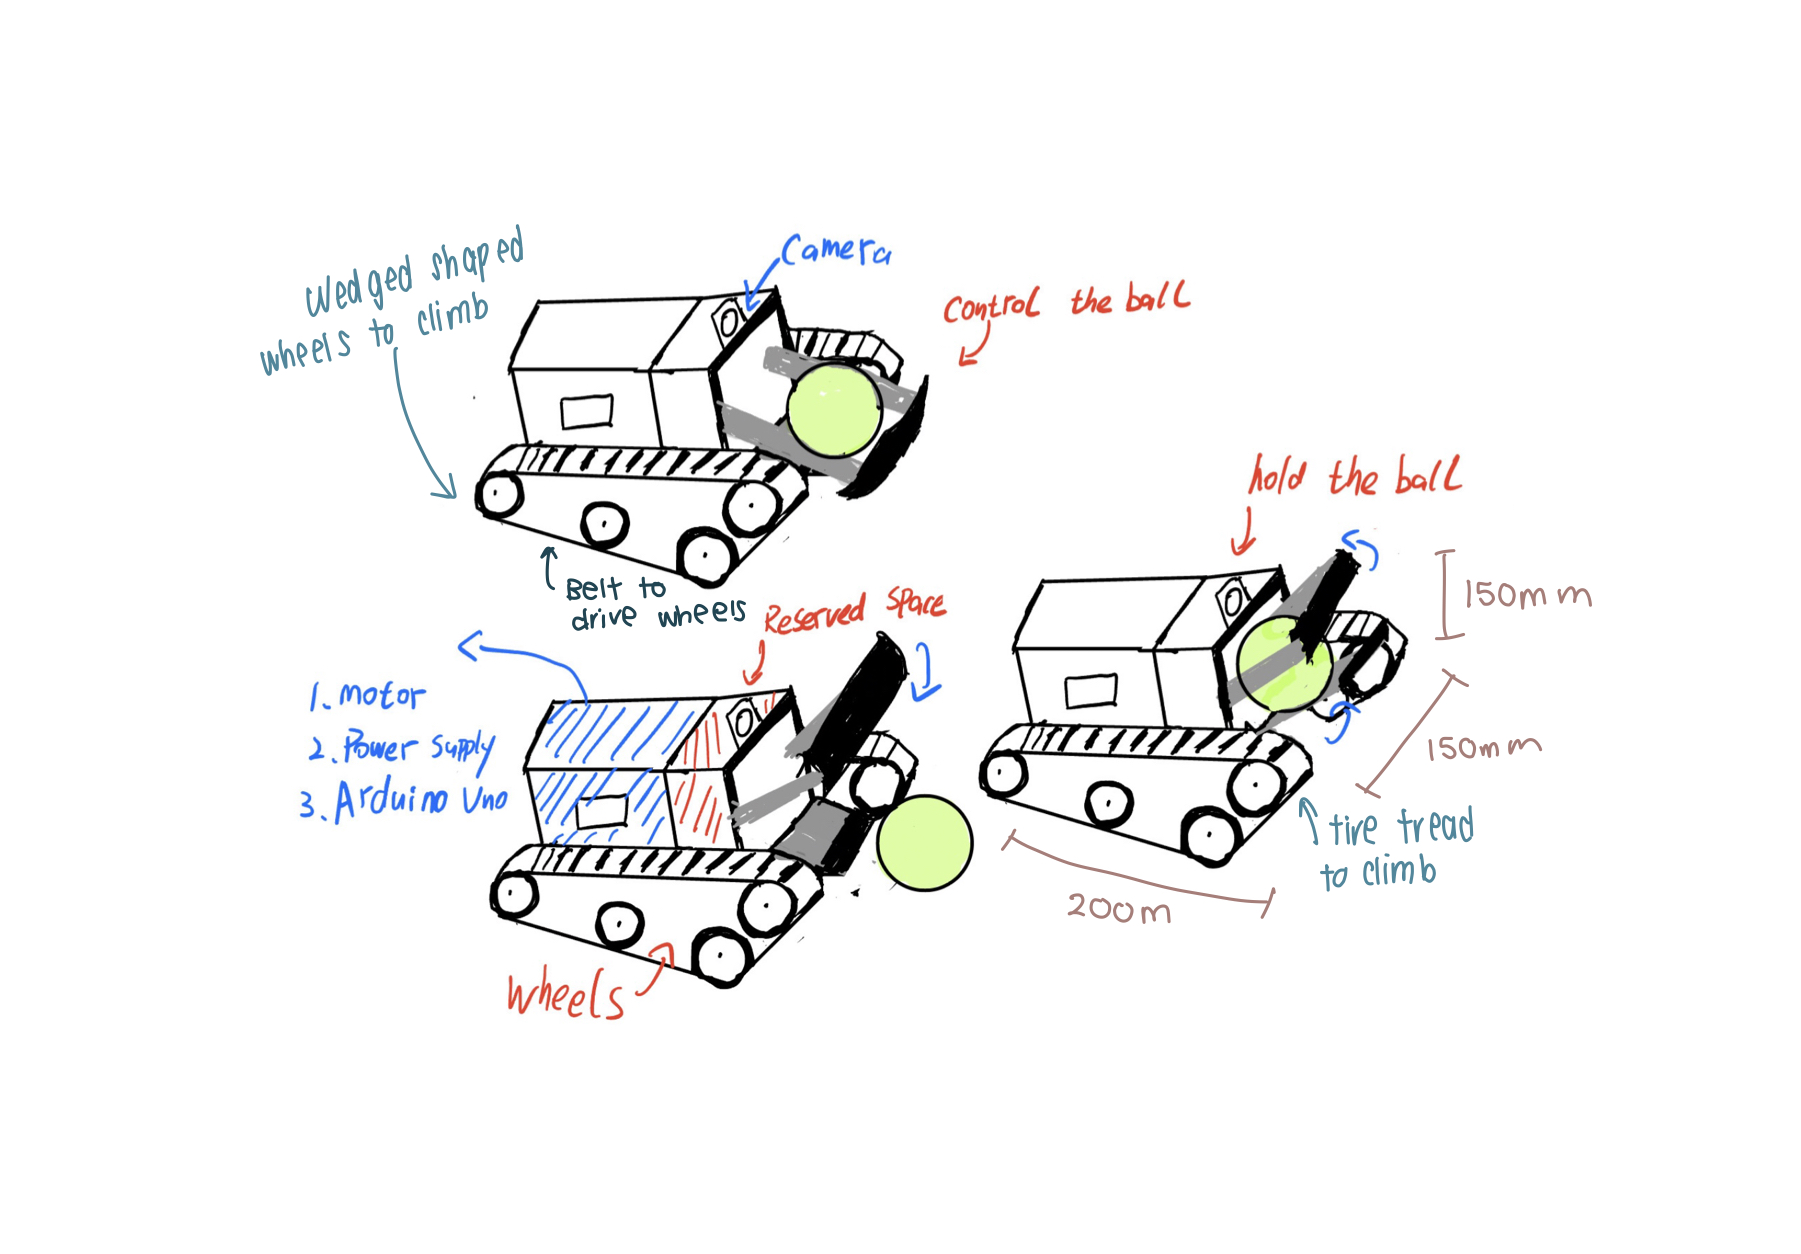 Wedged shaped
wheels to climb
Camera
Control the ball
Belt to
drive wheels
Reserved Space
1. motor
2. Power supply
3. Arduino Uno
wheels
hold the ball
150mm
150mm
tire tread
to climb
200m